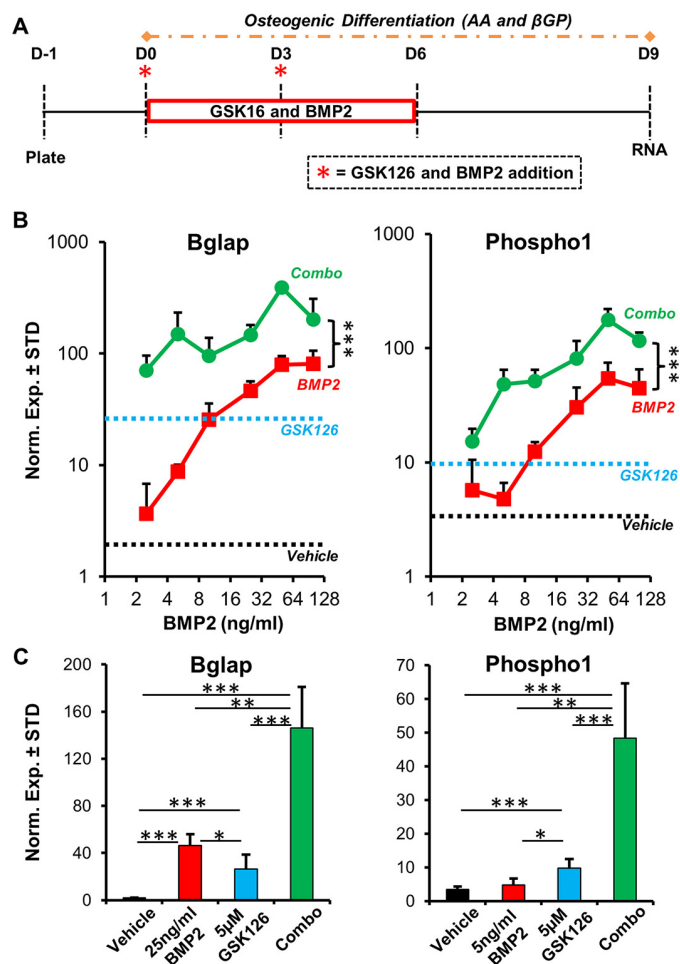 A
Osteogenic Differentiation (AA and βGP)
D-1 D0 D3 D6 D9
* *
GSK16 and BMP2
Plate
RNA
* = GSK126 and BMP2 addition
B
Bglap
Norm. Exp. ± STD
1000
100
10
1
Combo
***
BMP2
GSK126
Vehicle
1 2 4 8 16 32 64 128
BMP2 (ng/ml)
Phospho1
1000
100
10
1
Combo
***
BMP2
GSK126
Vehicle
1 2 4 8 16 32 64 128
BMP2 (ng/ml)
C
Bglap
Norm. Exp. ± STD
200
160
120
80
40
0
***
**
***
***
***
*
Vehicle
25ng/ml
BMP2
5µM
GSK126
Combo
Phospho1
70
60
50
40
30
20
10
0
***
**
***
***
*
Vehicle
5ng/ml
BMP2
5µM
GSK126
Combo